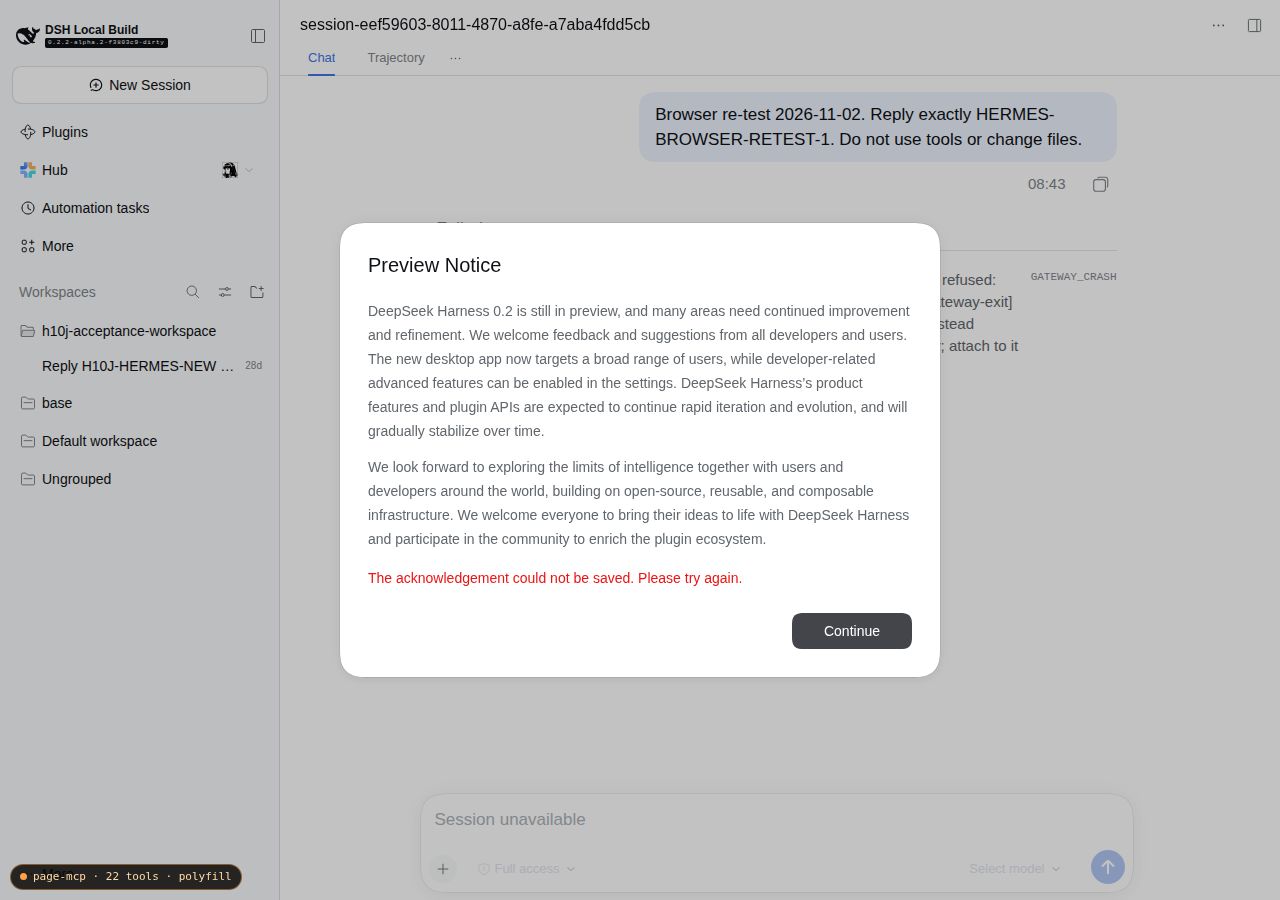 DSH Local Build
0.2.2-alpha.2-f3803c9-dirty
New Session
Plugins
Hub
Automation tasks
More
Workspaces
h10j-acceptance-workspace
Reply H10J-HERMES-NEW … 28d
base
Default workspace
Ungrouped
page-mcp · 22 tools · polyfill
session-eef59603-8011-4870-a8fe-a7aba4fdd5cb
Chat Trajectory
Browser re-test 2026-11-02. Reply exactly HERMES-
BROWSER-RETEST-1. Do not use tools or change files.
08:43
refused: GATEWAY_CRASH
teway-exit]
stead
; attach to it
Preview Notice
DeepSeek Harness 0.2 is still in preview, and many areas need continued improvement
and refinement. We welcome feedback and suggestions from all developers and users.
The new desktop app now targets a broad range of users, while developer-related
advanced features can be enabled in the settings. DeepSeek Harness's product
features and plugin APIs are expected to continue rapid iteration and evolution, and will
gradually stabilize over time.
We look forward to exploring the limits of intelligence together with users and
developers around the world, building on open-source, reusable, and composable
infrastructure. We welcome everyone to bring their ideas to life with DeepSeek Harness
and participate in the community to enrich the plugin ecosystem.
The acknowledgement could not be saved. Please try again.
Continue
Session unavailable
Full access
Select model